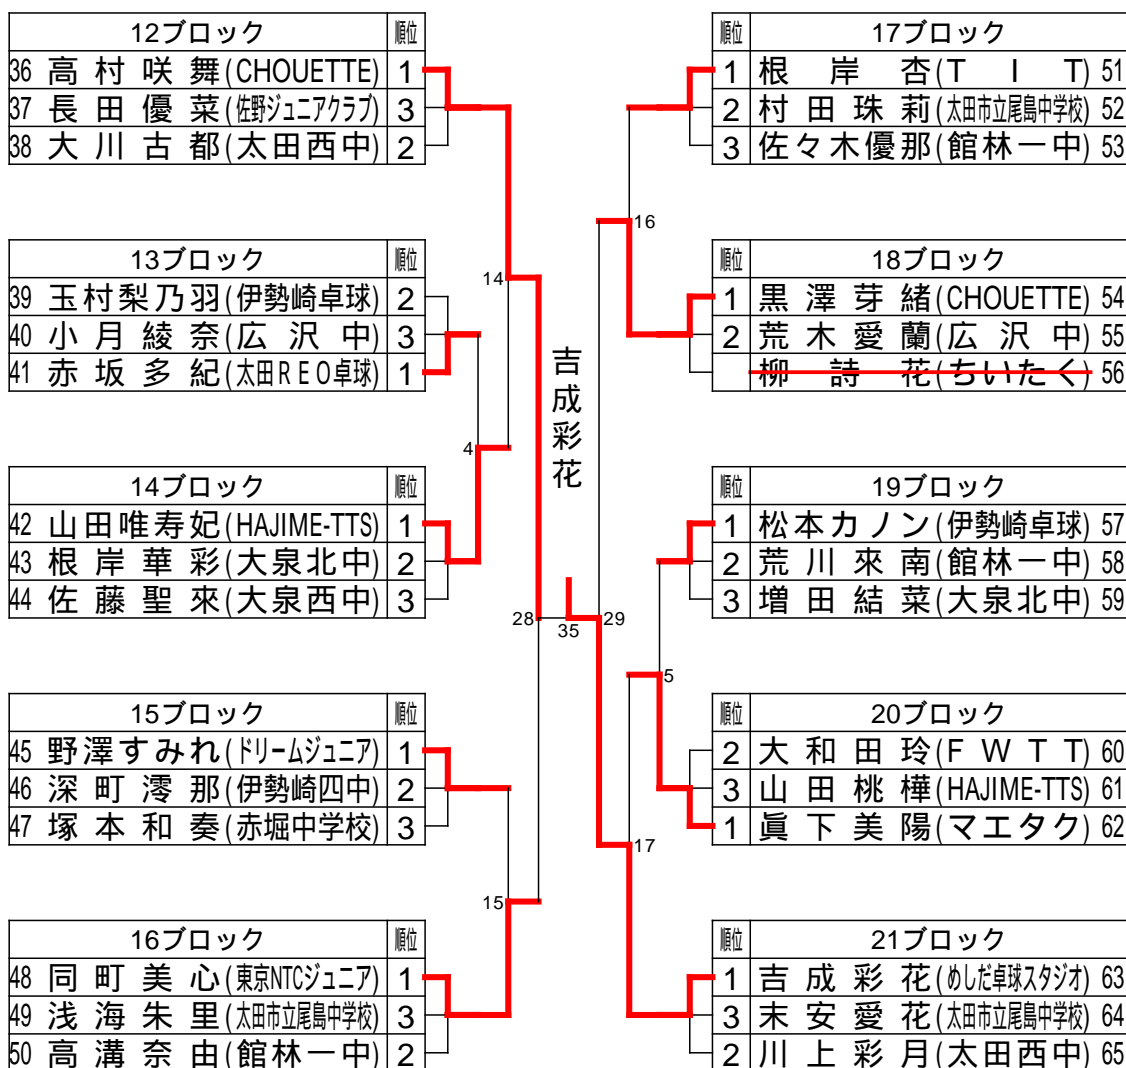 12ブロック 順位
36 高村咲舞(CHOUETTE) 1
37 長田優菜(佐野ジュニアクラブ) 3
38 大川古都(太田西中) 2
13ブロック 順位
39 玉村梨乃羽(伊勢崎卓球) 2
40 小月綾奈(広沢中) 3
41 赤坂多紀(太田REO卓球) 1
14ブロック 順位
42 山田唯寿妃(HAJIME-TTS) 1
43 根岸華彩(大泉北中) 2
44 佐藤聖來(大泉西中) 3
15ブロック 順位
45 野澤すみれ(ドリームジュニア) 1
46 深町澪那(伊勢崎四中) 2
47 塚本和奏(赤堀中学校) 3
16ブロック 順位
48 同町美心(東京NTCジュニア) 1
49 浅海朱里(太田市立尾島中学校) 3
50 高溝奈由(館林一中) 2
14
4
28
15
吉成彩花
35
29
16
5
17
順位 17ブロック
1 根岸杏(TIT) 51
2 村田珠莉(太田市立尾島中学校) 52
3 佐々木優那(館林一中) 53
順位 18ブロック
1 黒澤芽緒(CHOUETTE) 54
2 荒木愛蘭(広沢中) 55
柳詩花(ちいたく) 56
順位 19ブロック
1 松本カノン(伊勢崎卓球) 57
2 荒川來南(館林一中) 58
3 増田結菜(大泉北中) 59
順位 20ブロック
2 大和田玲(FWTT) 60
3 山田桃樺(HAJIME-TTS) 61
1 眞下美陽(マエタク) 62
順位 21ブロック
1 吉成彩花(めしだ卓球スタジオ) 63
3 末安愛花(太田市立尾島中学校) 64
2 川上彩月(太田西中) 65